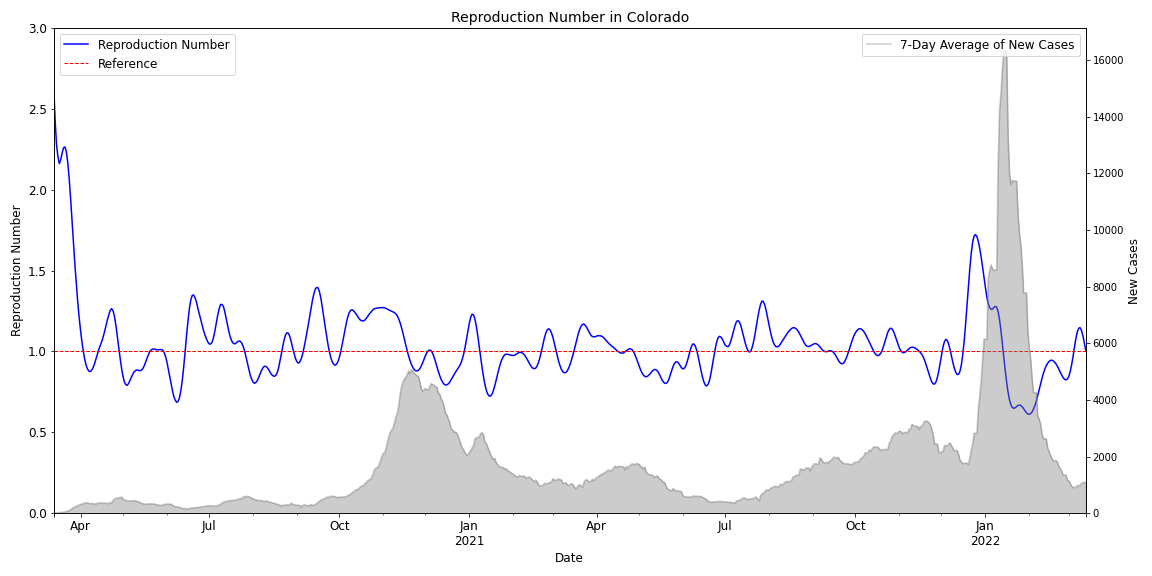 Reproduction Number in Colorado
Reproduction Number
Reference
7-Day Average of New Cases
3.0
2.5
2.0
1.5
1.0
0.5
0.0
Reproduction Number
16000
14000
12000
10000
8000
6000
4000
2000
0
New Cases
Apr
Jul
Oct
Jan
2021
Apr
Jul
Oct
Jan
2022
Date